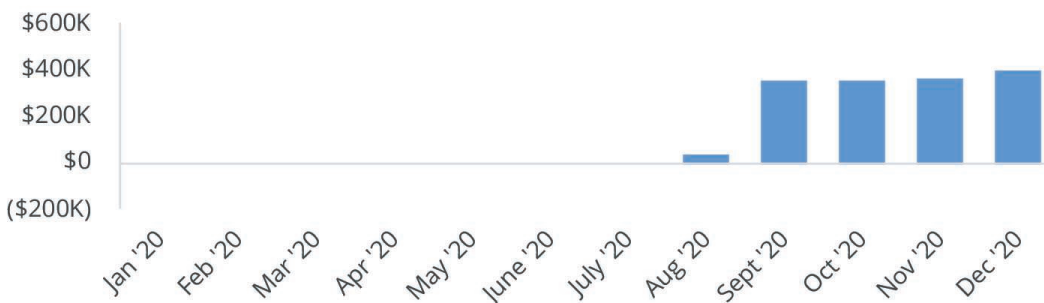 $600K
$400K
$200K
$0
($200K)
Jan '20
Feb '20
Mar '20
Apr '20
May '20
June '20
July '20
Aug '20
Sept '20
Oct '20
Nov '20
Dec '20